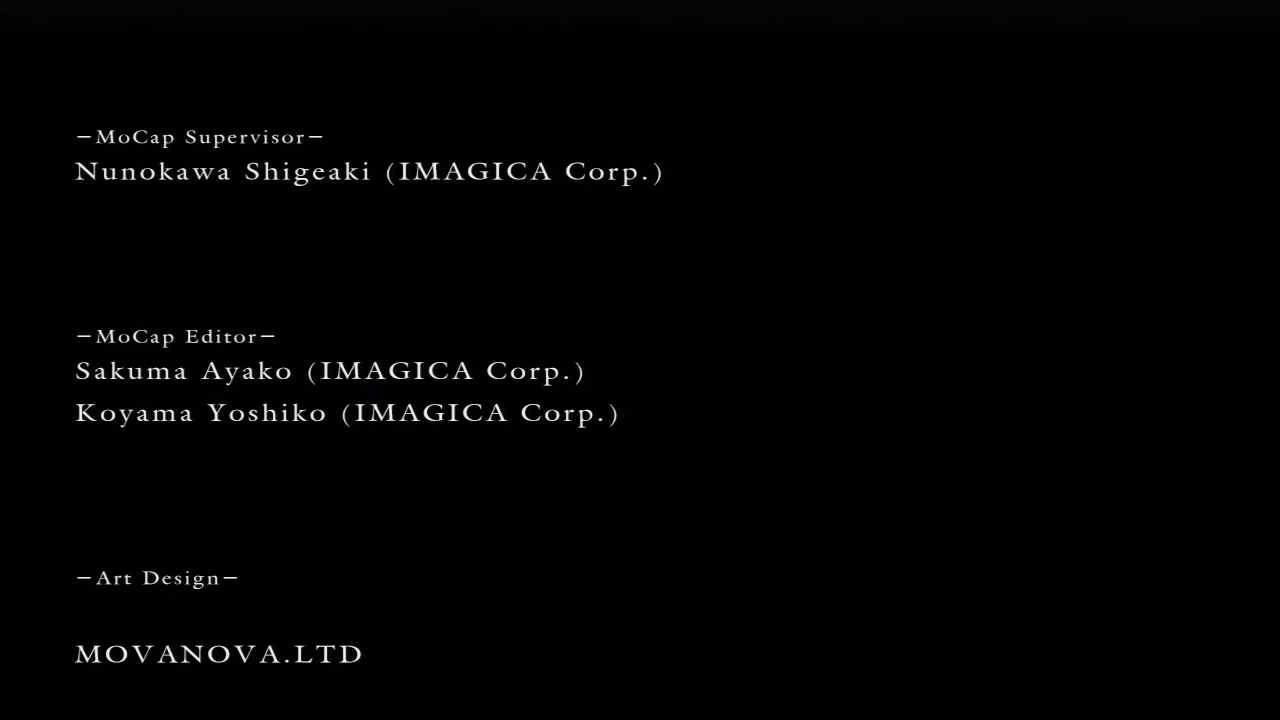 −MoCap Supervisor−
Nunokawa Shigeaki (IMAGICA Corp.)
−MoCap Editor−
Sakuma Ayako (IMAGICA Corp.)
Koyama Yoshiko (IMAGICA Corp.)
−Art Design−
MOVANOVA.LTD